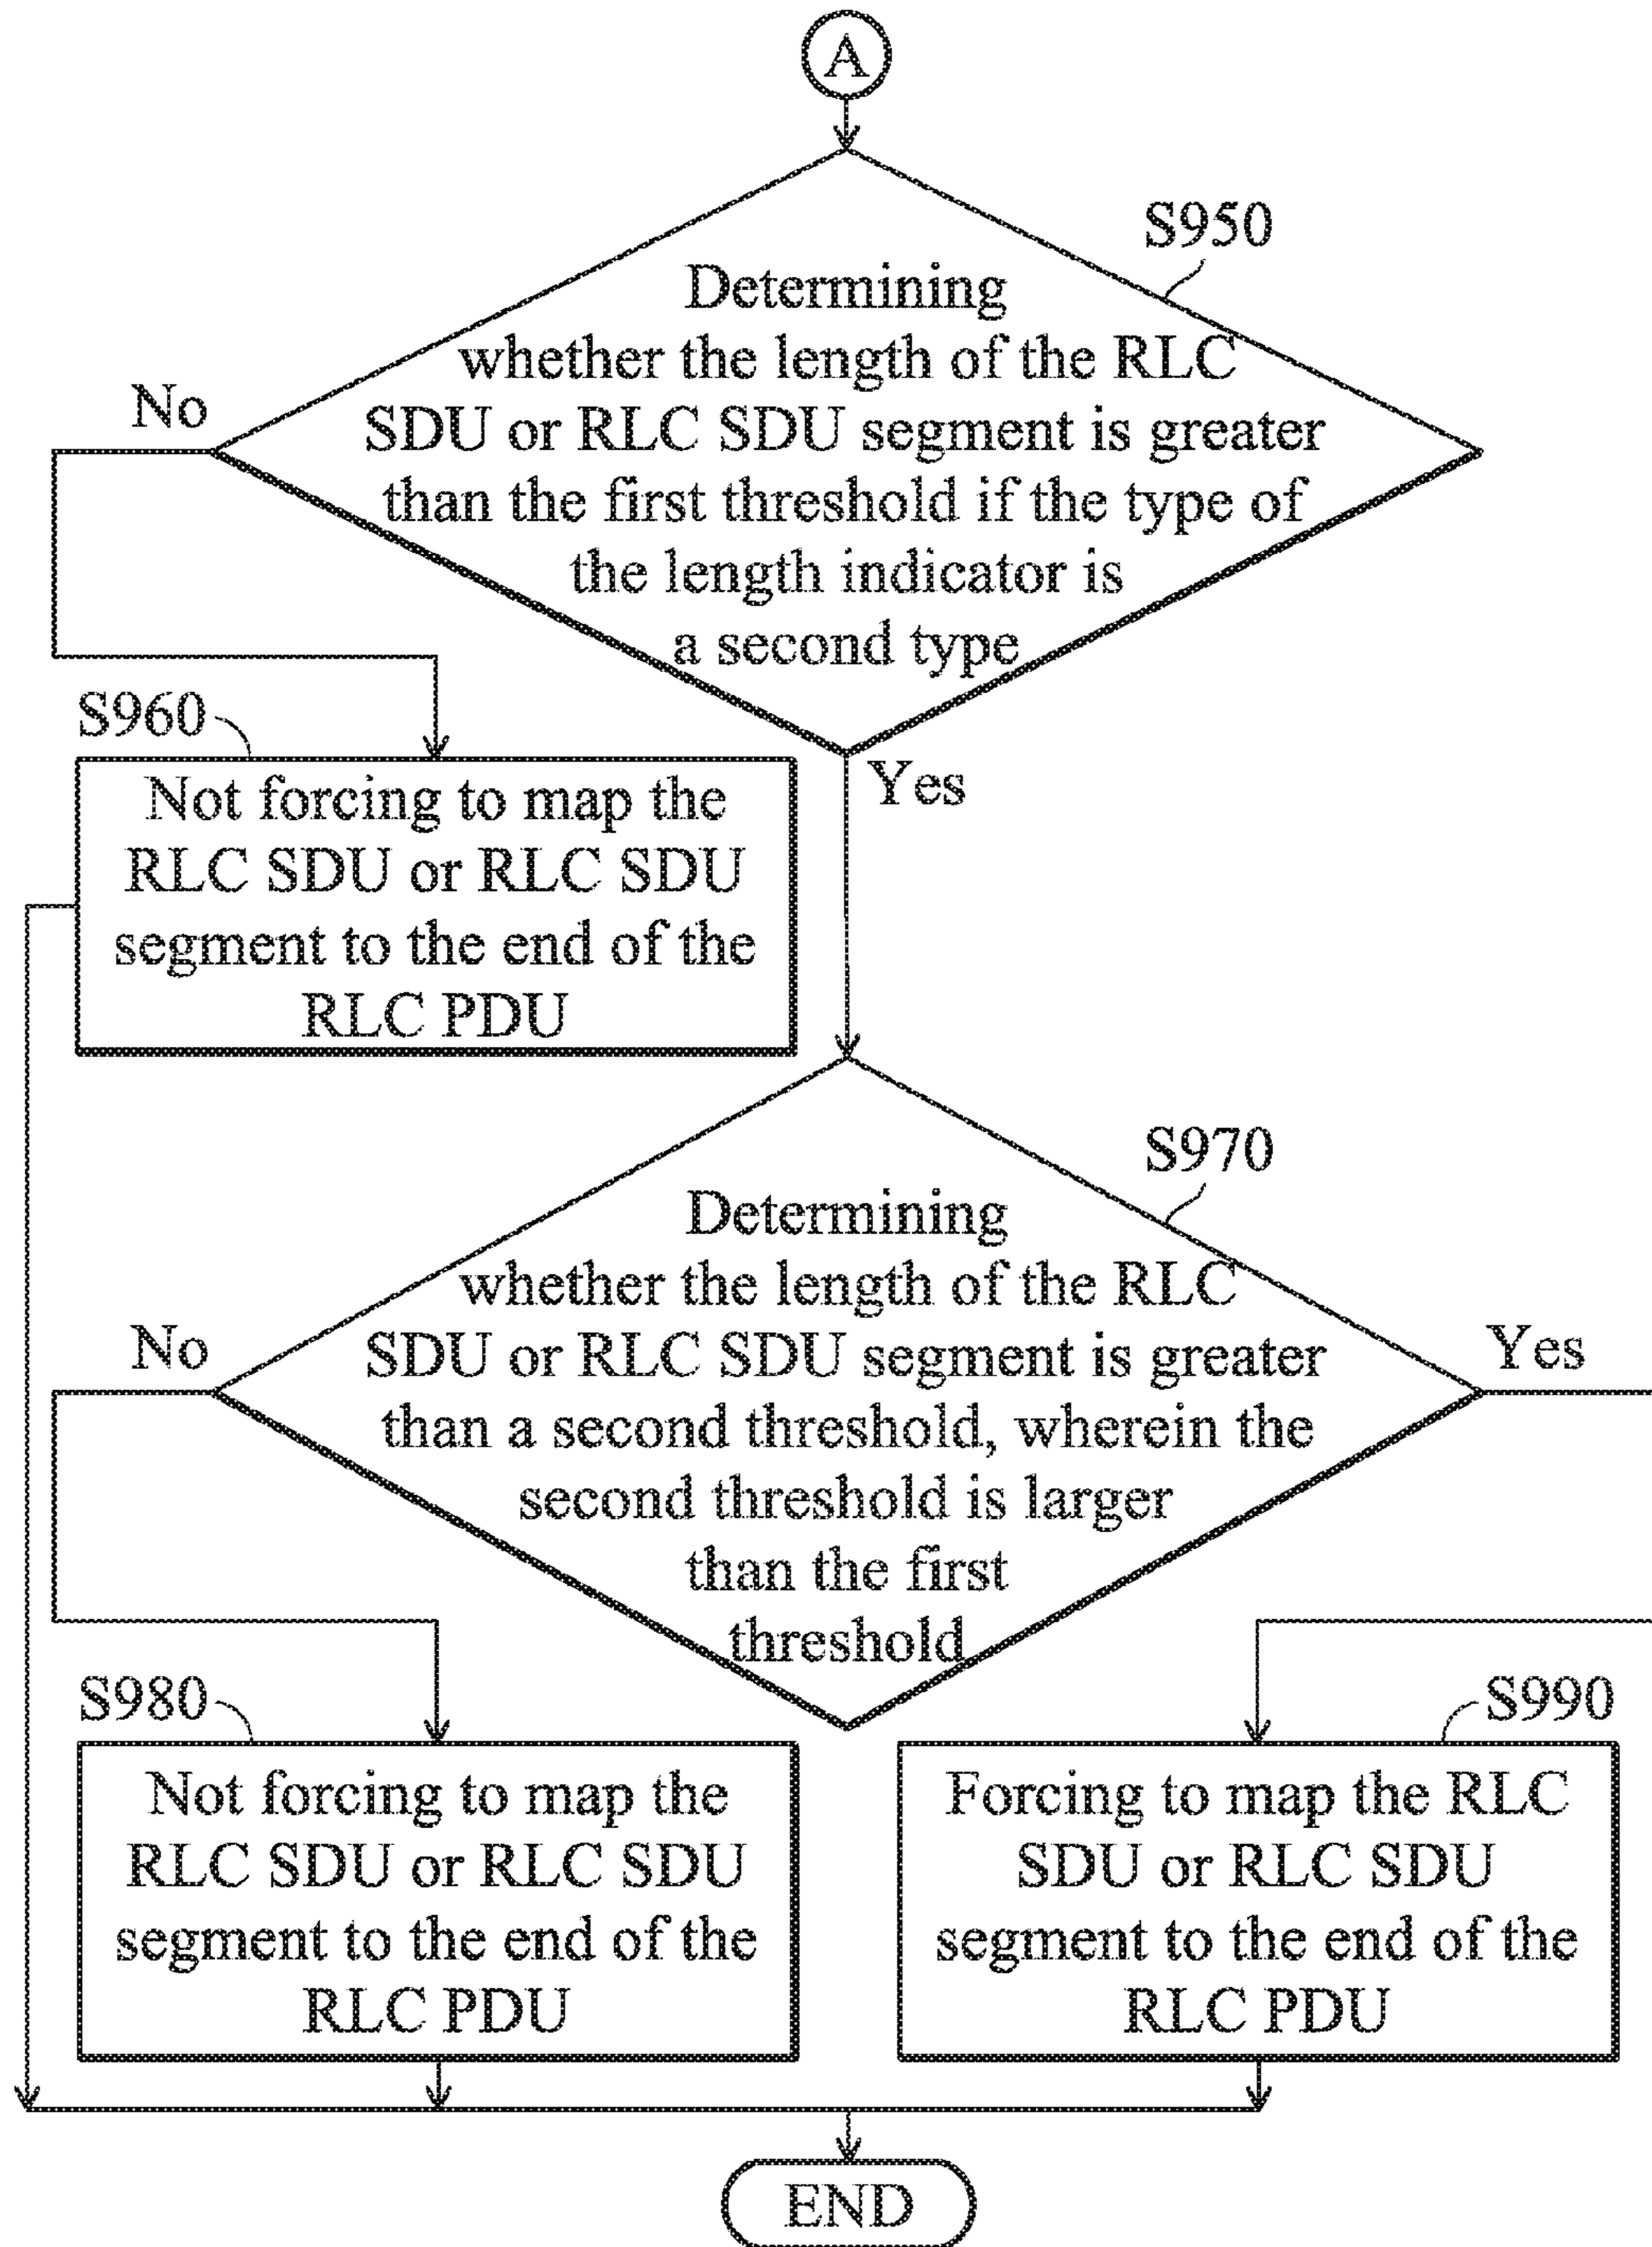 A
S950
Determining
whether the length of the RLC
SDU or RLC SDU segment is greater
than the first threshold if the type of
the length indicator is
a second type
No
Yes
S960
Not forcing to map the
RLC SDU or RLC SDU
segment to the end of the
RLC PDU
S970
Determining
whether the length of the RLC
SDU or RLC SDU segment is greater
than a second threshold, wherein the
second threshold is larger
than the first
threshold
No
Yes
S980
Not forcing to map the
RLC SDU or RLC SDU
segment to the end of the
RLC PDU
S990
Forcing to map the RLC
SDU or RLC SDU
segment to the end of the
RLC PDU
END